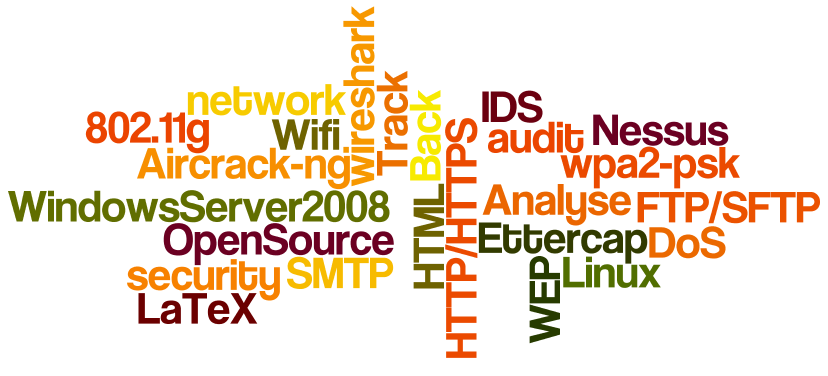 wireshark
Track
network
Back
IDS
802.11g
Wifi
audit
Nessus
Aircrack-ng
wpa2-psk
WindowsServer2008
HTML
HTTP/HTTPS
Analyse
FTP/SFTP
OpenSource
Ettercap
DoS
security
SMTP
WEP
Linux
LaTeX